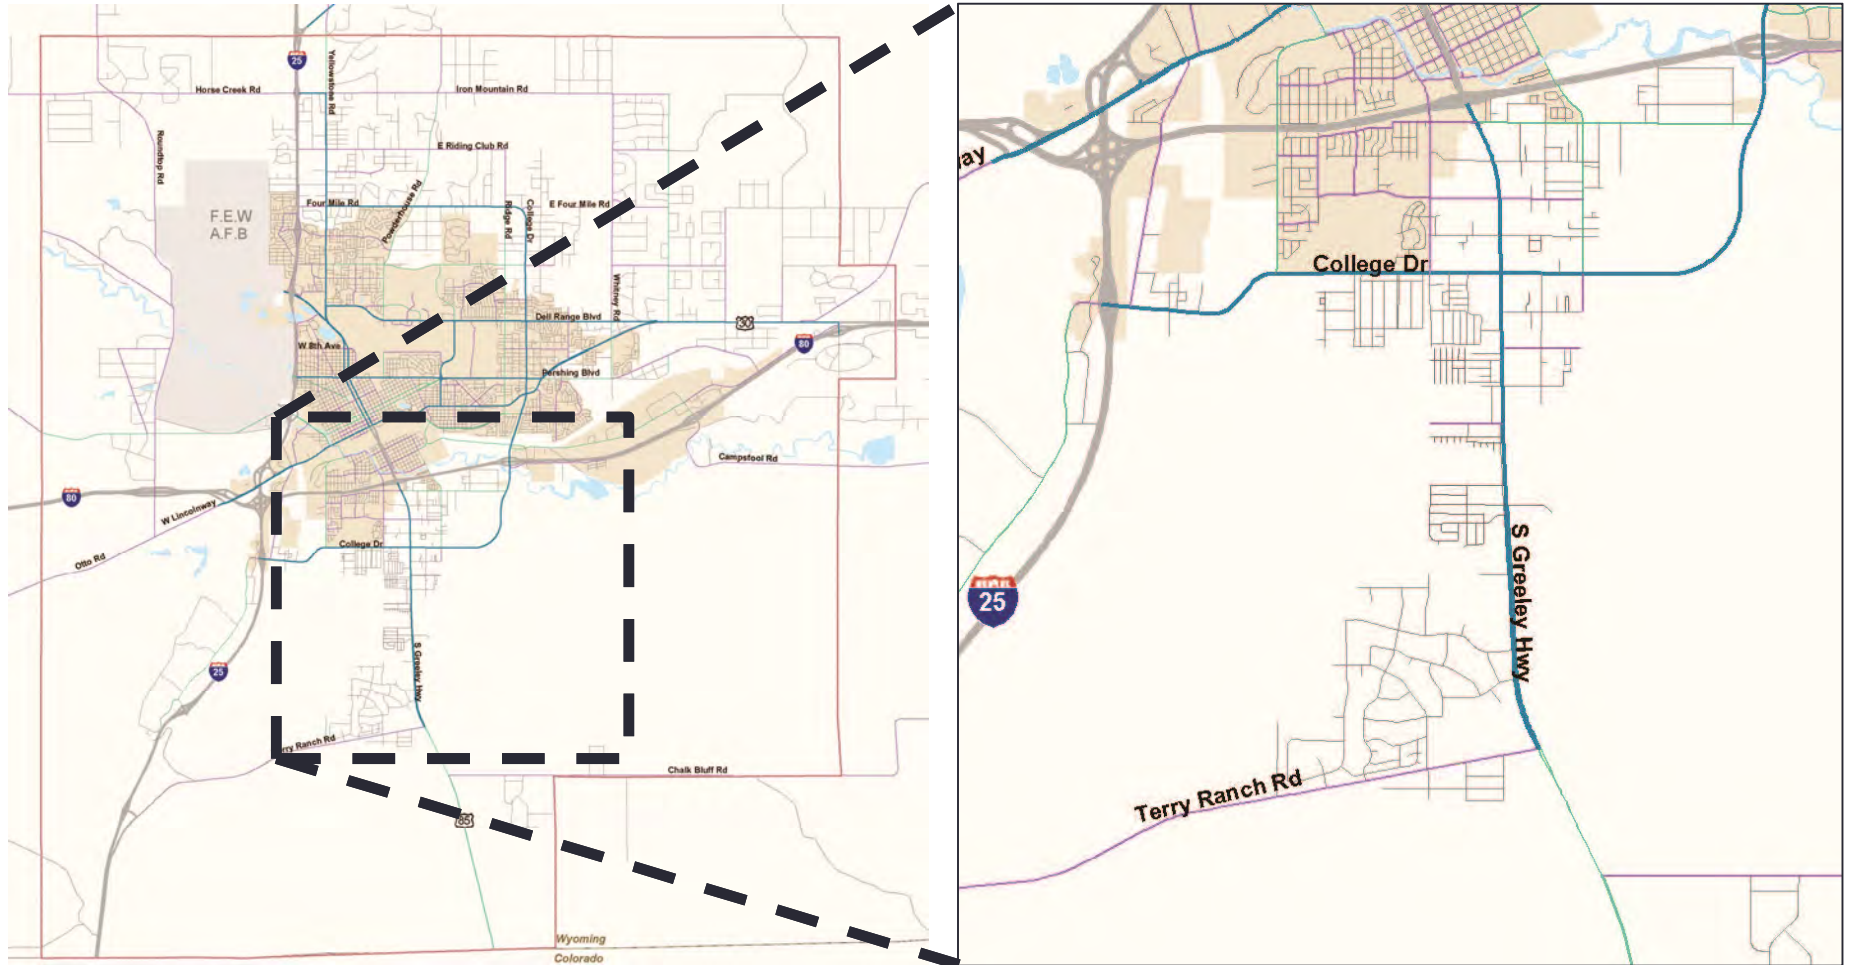 25
Yellowstone Rd
Horse Creek Rd
Iron Mountain Rd
Roundtop Rd
E Riding Club Rd
Powderhouse Rd
Four Mile Rd
Ridge Rd
College Dr
E Four Mile Rd
F.E.W
A.F.B
Whitney Rd
Dell Range Blvd
30
80
W 8th Ave
Pershing Blvd
Campstool Rd
80
W Lincolnway
Otto Rd
College Dr
S Greeley Hwy
25
rry Ranch Rd
Chalk Bluff Rd
85
Wyoming
Colorado
ay
College Dr
25
S Greeley Hwy
Terry Ranch Rd